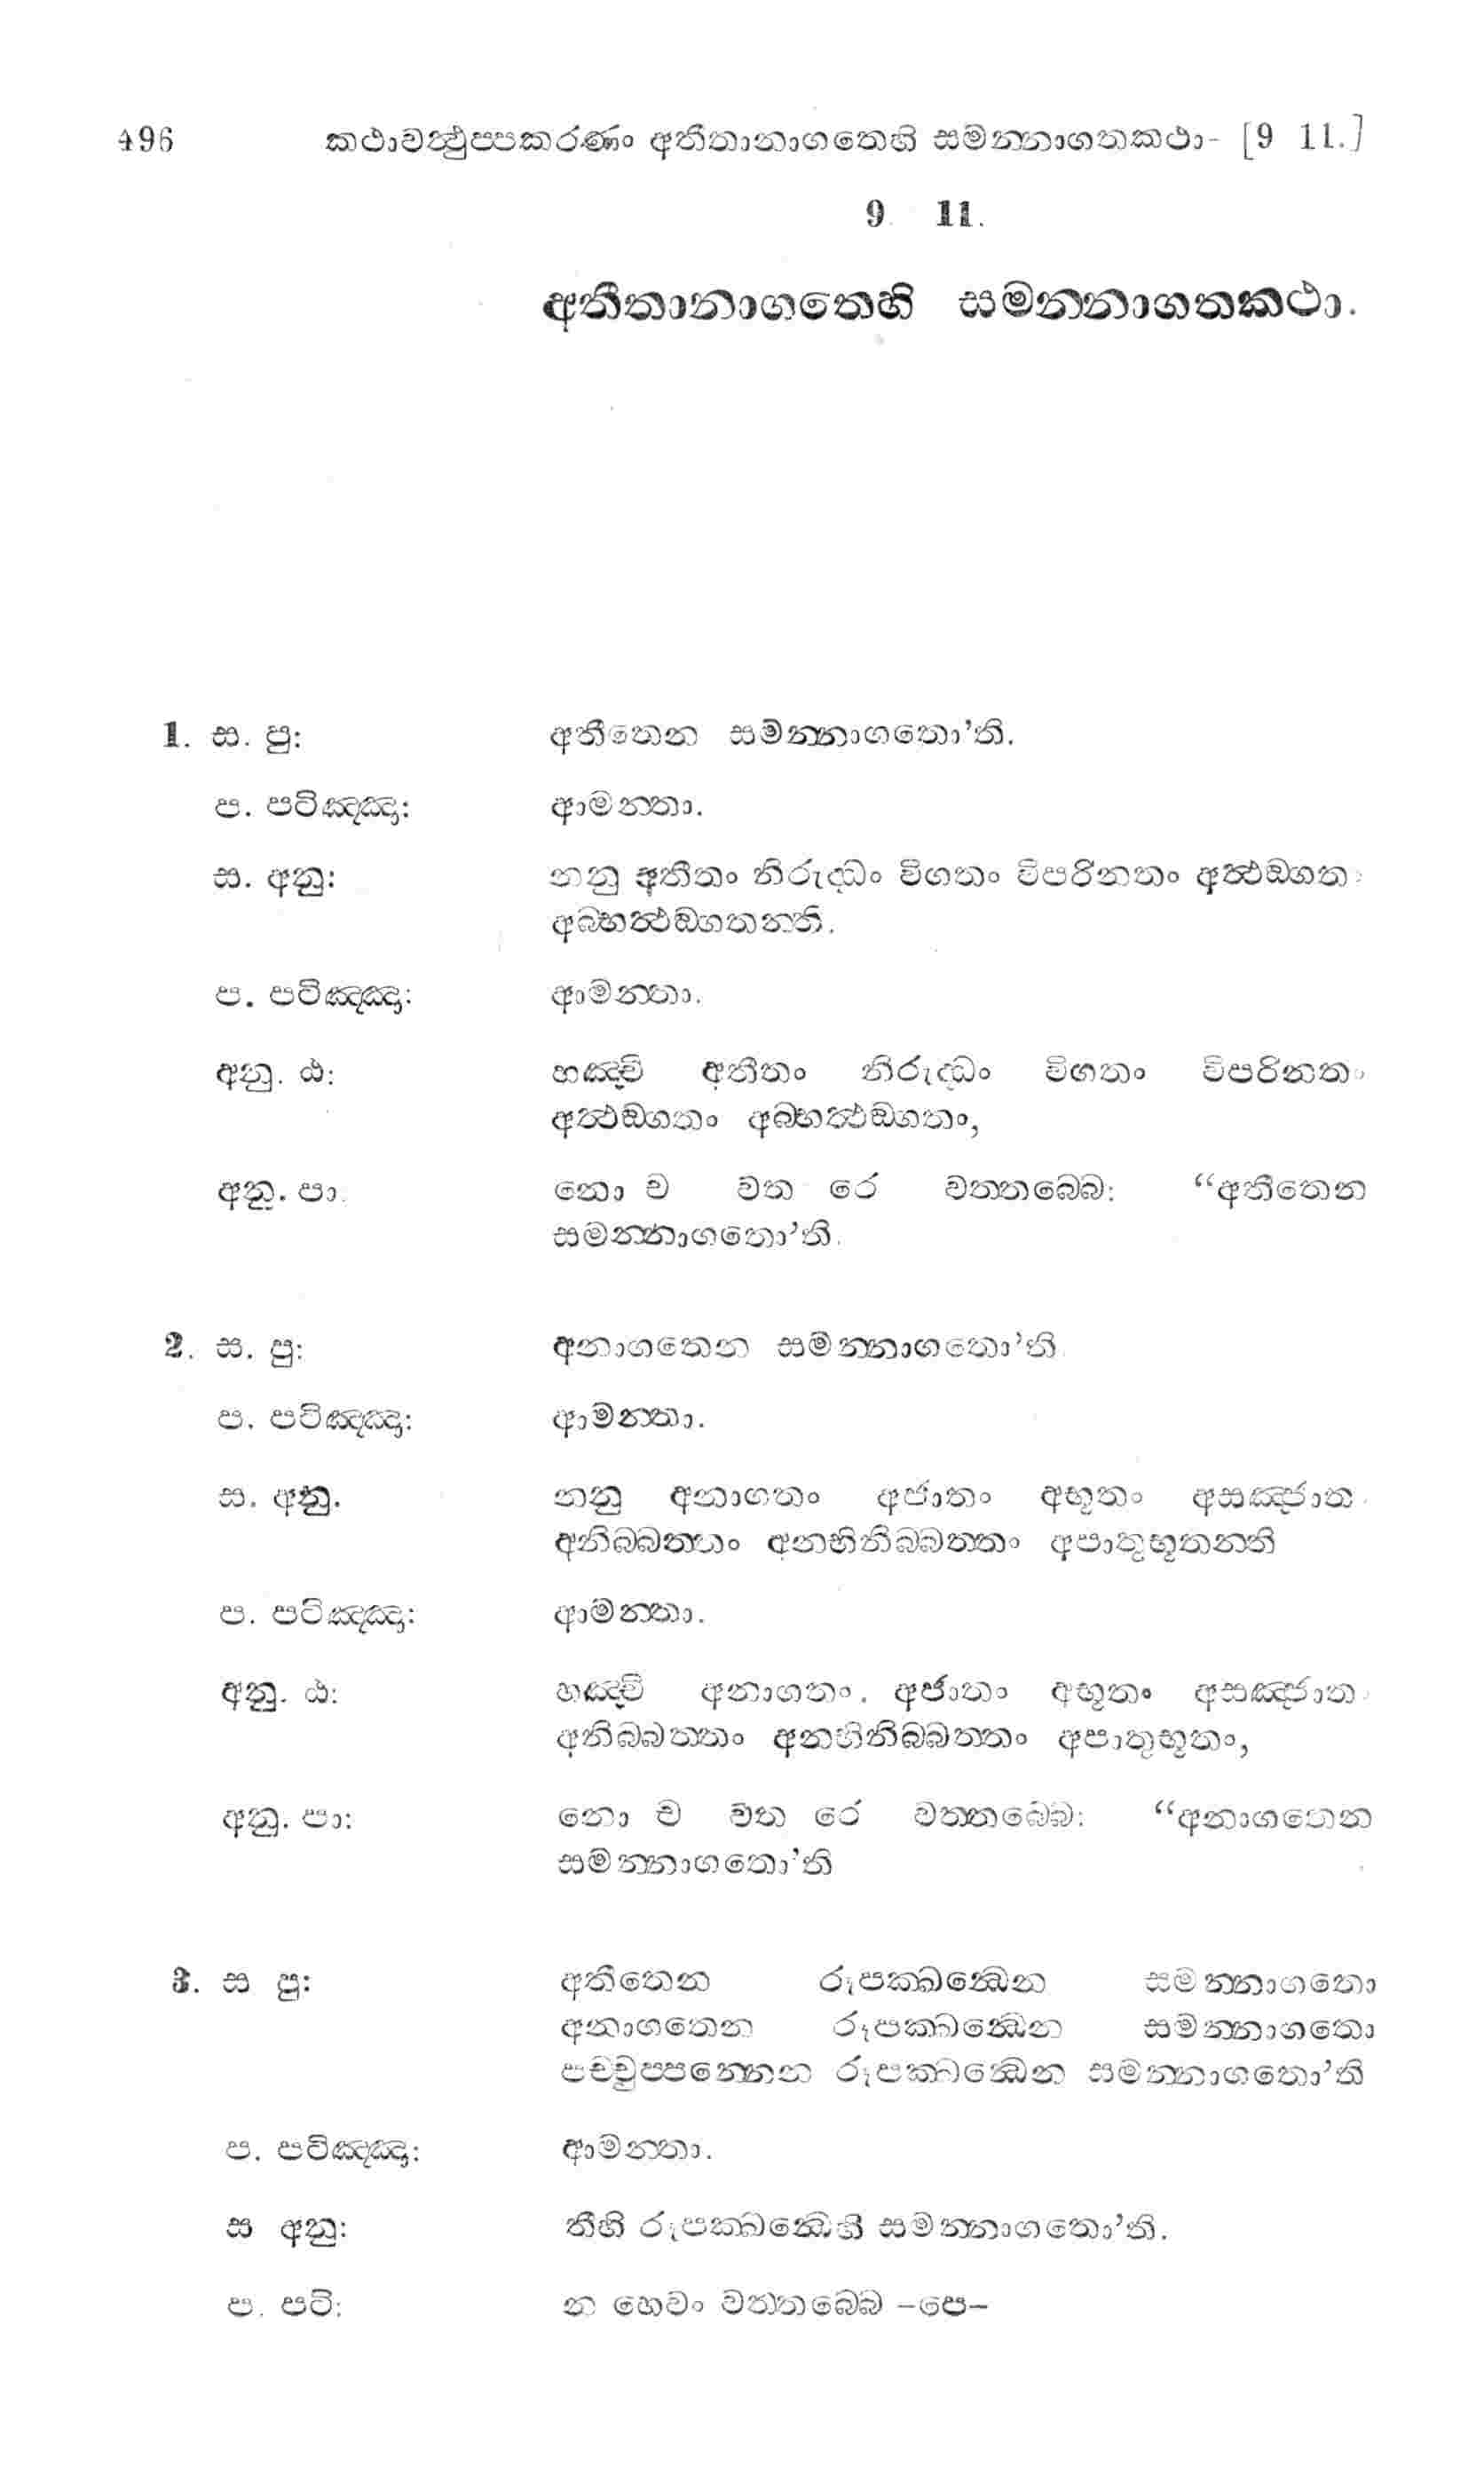 496 කථාවත්‍ථුප්පකරණං අතීතානාගතෙහි සමන්නාගතකථා- [9 11.]
9 11.
අතීතානාගතෙහි සමන්නාගතකථා.
1. ස. පු: අතීතෙන සමන්නාගතො'ති.
ප. පටිඤ්ඤා: ආමන්තා.
ස. අනු: නනු අතීතං නිරුද්ධං විගතං විපරිනතං අත්‍ථඞ්ගතං
අබ්භත්‍ථඞ්ගතන්ති.
ප. පටිඤ්ඤා: ආමන්තා.
අනු. ඨ: හඤ්චි අතීතං නිරුද්ධං විගතං විපරිනතං
අත්‍ථඞ්ගතං අබ්භත්‍ථඞ්ගතං,
අනු. පා: නො ච වත රෙ වත්තබ්බෙ: “අතීතෙන
සමන්නාගතො'ති.
2. ස. පු: අනාගතෙන සමන්නාගතො'ති.
ප. පටිඤ්ඤා: ආමන්තා.
ස. අනු. නනු අනාගතං අජාතං අභූතං අසඤ්ජාතං
අනිබ්බත්තං අනභිනිබ්බත්තං අපාතුභූතන්ති
ප. පටිඤ්ඤා: ආමන්තා.
අනු. ඨ: හඤ්චි අනාගතං. අජාතං අභූතං අසඤ්ජාතං
අනිබ්බත්තං අනභිනිබ්බත්තං අපාතුභූතං,
අනු. පා: නො ච වත රෙ වත්තබ්බෙ: “අනාගතෙන
සමන්නාගතො'ති
3. ස පු: අතීතෙන රූපක්ඛන්ධෙන සමන්නාගතො
අනාගතෙන රූපක්ඛන්ධෙන සමන්නාගතො
පච්චුප්පන්නෙන රූපක්ඛන්ධෙන සමන්නාගතො'ති
ප. පටිඤ්ඤා: ආමන්තා.
ස අනු: තීහි රූපක්ඛන්ධෙහි සමන්නාගතො'ති.
ප. පටි: න හෙවං වත්තබ්බෙ –පෙ–